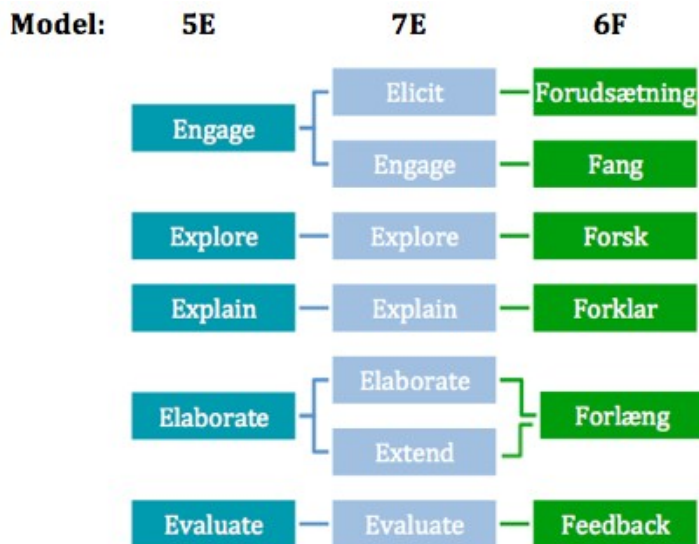 Model: 5E 7E 6F
Elicit Forudsætning
Engage
Engage Fang
Explore Explore Forsk
Explain Explain Forklar
Elaborate
Elaborate Forlæng
Extend
Evaluate Evaluate Feedback